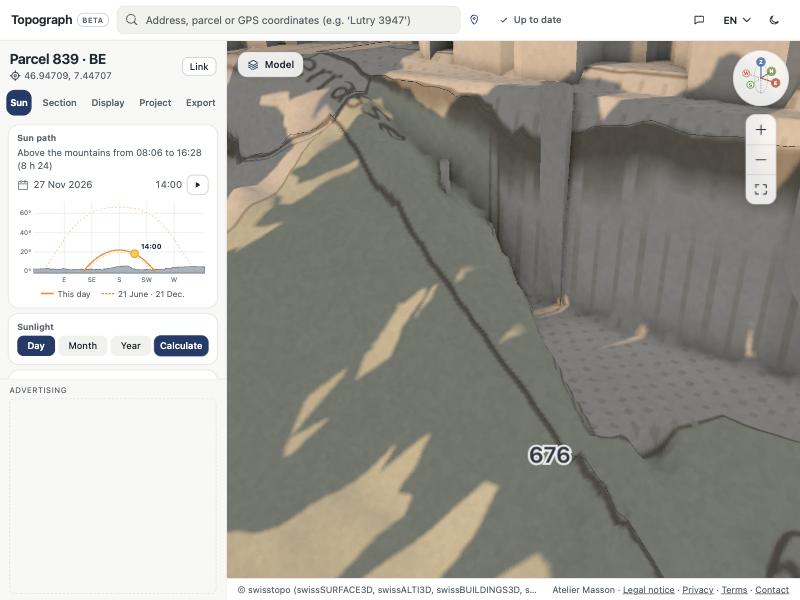 Topograph BETA
Address, parcel or GPS coordinates (e.g. 'Lutry 3947')
Up to date
EN
Parcel 839 · BE
46.94709, 7.44707
Link
Sun
Section
Display
Project
Export
Sun path
Above the mountains from 08:06 to 16:28
(8 h 24)
27 Nov 2026
14:00
60°
40°
20°
0°
14:00
E
SE
S
SW
W
This day
21 June · 21 Dec.
Sunlight
Day
Month
Year
Calculate
ADVERTISING
Model
Z
N
W
S
676
© swisstopo (swissSURFACE3D, swissALTI3D, swissBUILDINGS3D, s...
Atelier Masson · Legal notice · Privacy · Terms · Contact